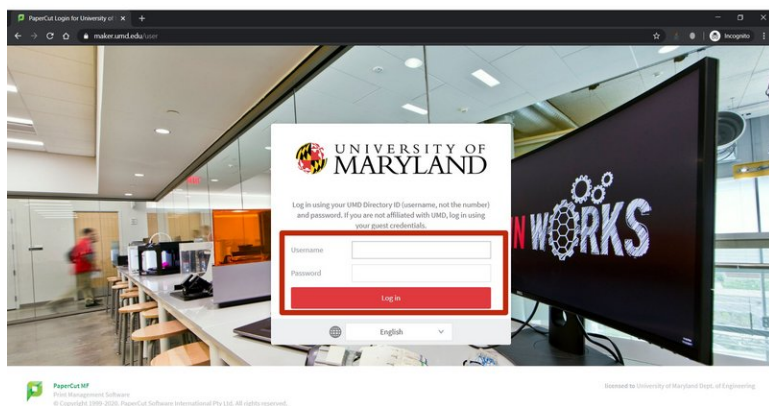 PaperCut Login for University of
maker.umd.edu/user
Incognito
UNIVERSITY OF
MARYLAND
Log in using your UMD Directory ID (username, not the number)
and password. If you are not affiliated with UMD, log in using
your guest credentials.
Username
Password
Log in
English
N WORKS
PaperCut MF
Print Management Software
© Copyright 1999-2020. PaperCut Software International Pty Ltd. All rights reserved.
licensed to University of Maryland Dept. of Engineering